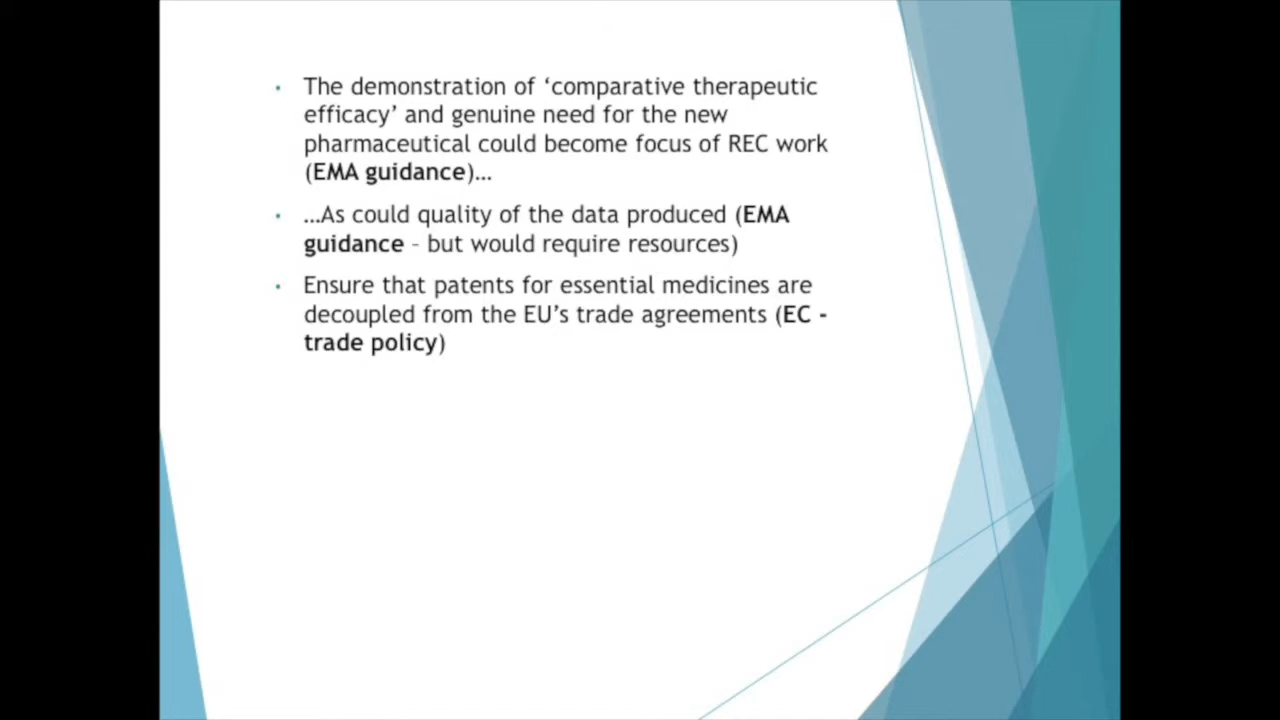 • The demonstration of ‘comparative therapeutic
efficacy’ and genuine need for the new
pharmaceutical could become focus of REC work
(EMA guidance)…
• …As could quality of the data produced (EMA
guidance – but would require resources)
• Ensure that patents for essential medicines are
decoupled from the EU’s trade agreements (EC -
trade policy)